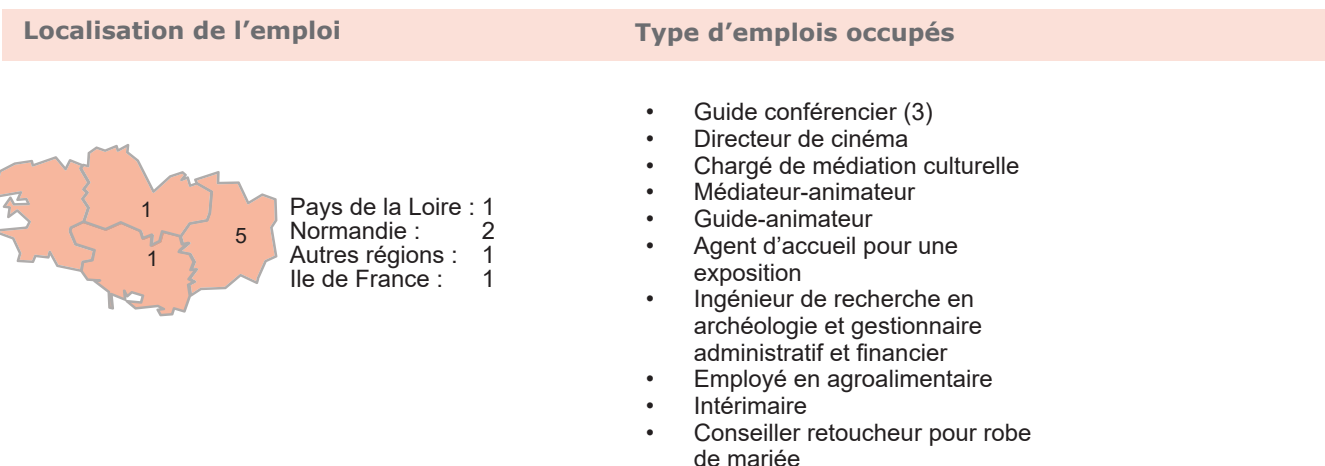 Localisation de l’emploi
Type d’emplois occupés
1
5
1
Pays de la Loire : 1
Normandie : 2
Autres régions : 1
Ile de France : 1
• Guide conférencier (3)
• Directeur de cinéma
• Chargé de médiation culturelle
• Médiateur-animateur
• Guide-animateur
• Agent d’accueil pour une
exposition
• Ingénieur de recherche en
archéologie et gestionnaire
administratif et financier
• Employé en agroalimentaire
• Intérimaire
• Conseiller retoucheur pour robe
de mariée